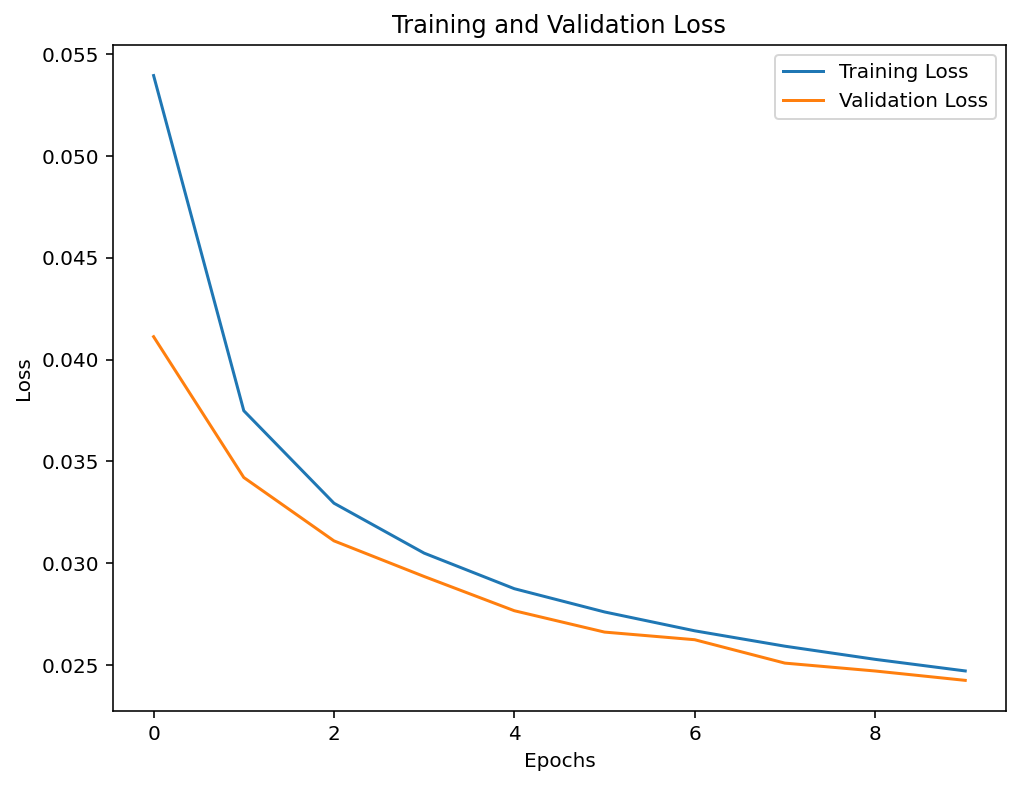 Training and Validation Loss
Training Loss
Validation Loss
0.055
0.050
0.045
0.040
0.035
0.030
0.025
Loss
0 2 4 6 8
Epochs